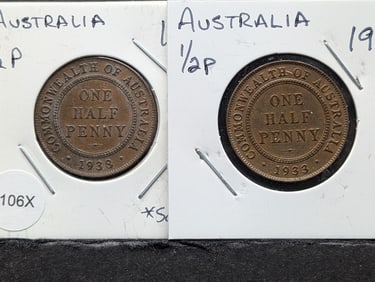 AUSTRALIA
P
COMMONWEALTH OF AUSTRALIA
ONE
HALF
PENNY
· 1938 ·
106X
AUSTRALIA
1/2P
19
COMMONWEALTH OF AUSTRALIA
ONE
HALF
PENNY
· 1933 ·